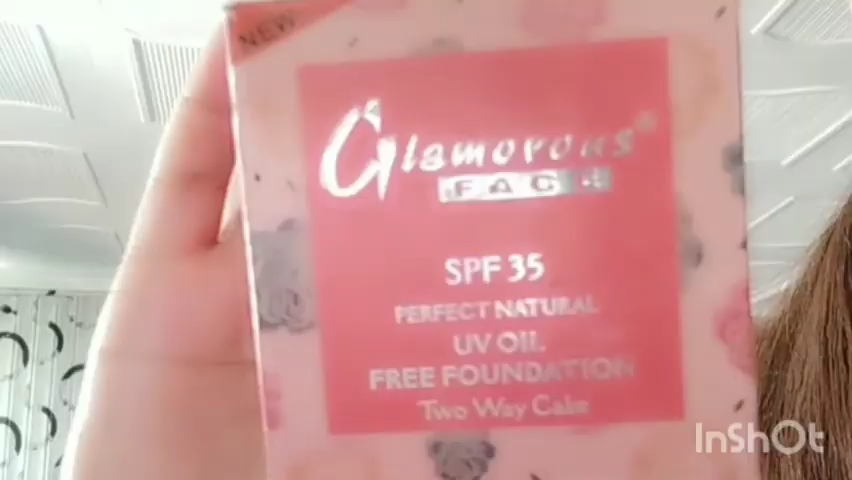 NEW
Glamorous®
FACE
SPF 35
PERFECT NATURAL
UV OIL
FREE FOUNDATION
Two Way Cake
InShOt